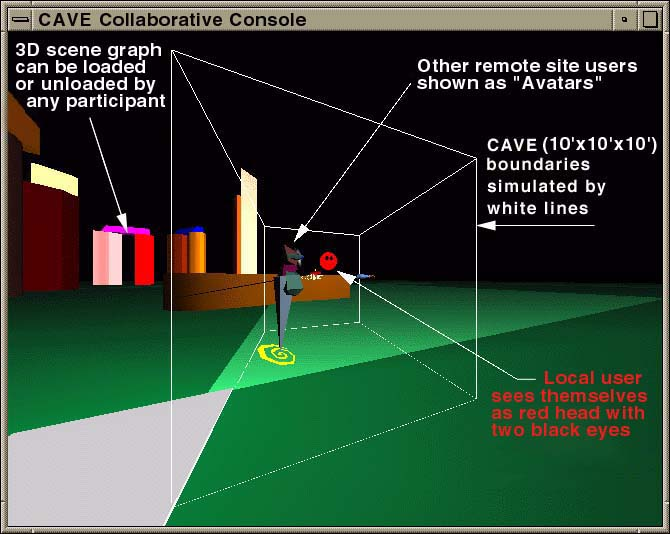 CAVE Collaborative Console
3D scene graph
can be loaded
or unloaded by
any participant
Other remote site users
shown as "Avatars"
CAVE (10'x10'x10')
boundaries
simulated by
white lines
Local user
sees themselves
as red head with
two black eyes